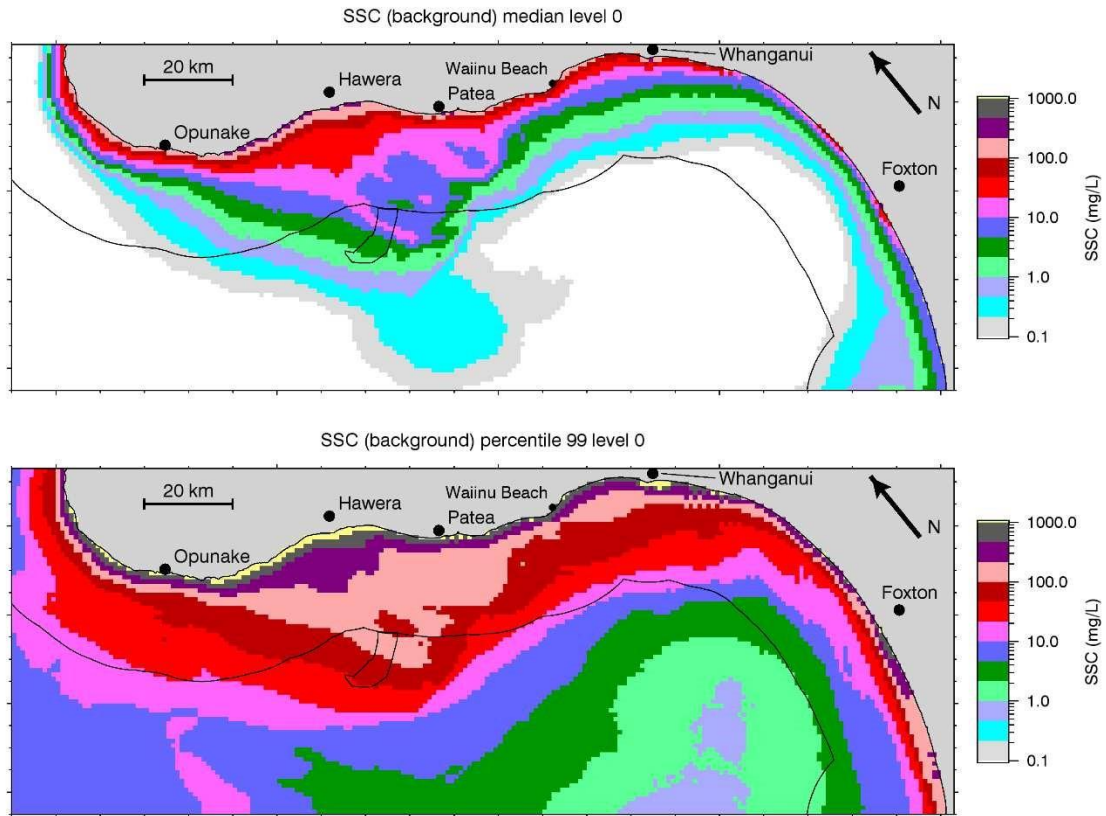 SSC (background) median level 0
Whanganui
20 km
Waiinu Beach
Hawera
Patea
N
Opunake
Foxton
1000.0
100.0
10.0
1.0
0.1
SSC (mg/L)
SSC (background) percentile 99 level 0
Whanganui
20 km
Waiinu Beach
Hawera
Patea
N
Opunake
Foxton
1000.0
100.0
10.0
1.0
0.1
SSC (mg/L)